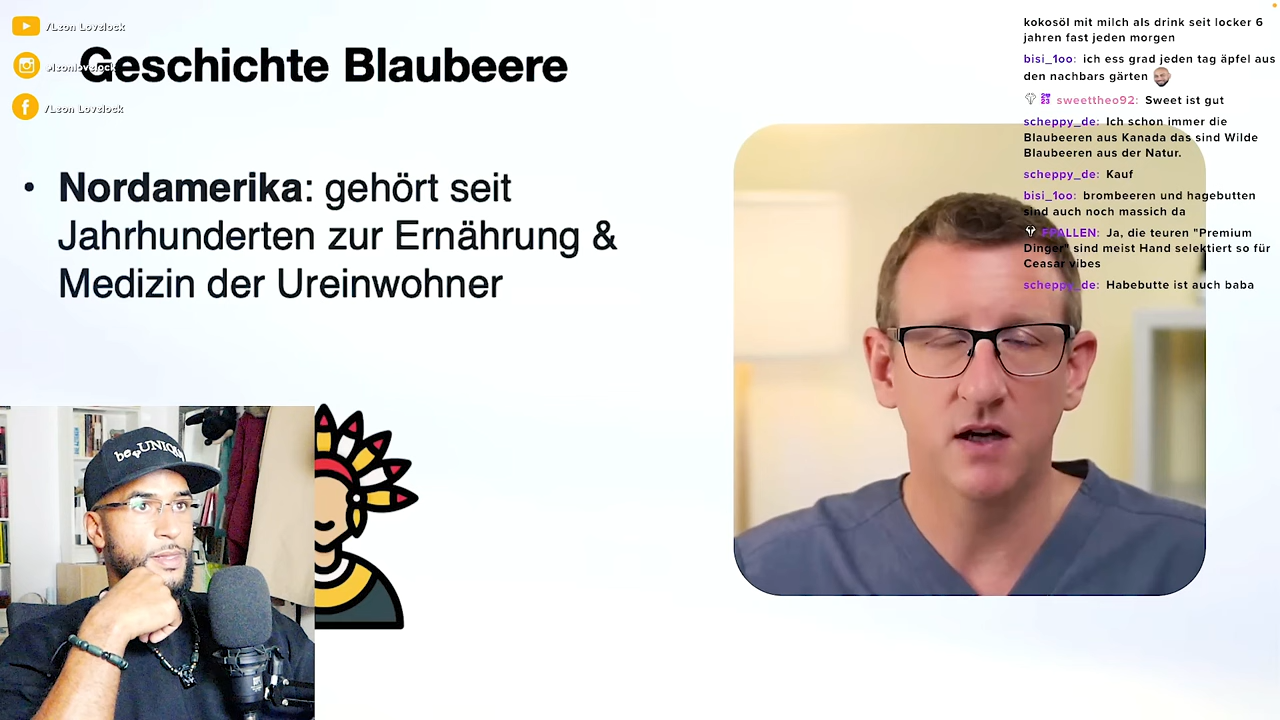 /Leon Lovelock
/leonlovelock
/Leon Lovelock
Geschichte Blaubeere
• Nordamerika: gehört seit
Jahrhunderten zur Ernährung &
Medizin der Ureinwohner
be UNIQUE
kokosöl mit milch als drink seit locker 6
jahren fast jeden morgen
bisi_1oo: ich ess grad jeden tag äpfel aus
den nachbars gärten
sweettheo92: Sweet ist gut
scheppy_de: Ich schon immer die
Blaubeeren aus Kanada das sind Wilde
Blaubeeren aus der Natur.
scheppy_de: Kauf
bisi_1oo: brombeeren und hagebutten
sind auch noch massich da
FPALLEN: Ja, die teuren "Premium
Dinger" sind meist Hand selektiert so für
Ceasar vibes
scheppy_de: Habebutte ist auch baba